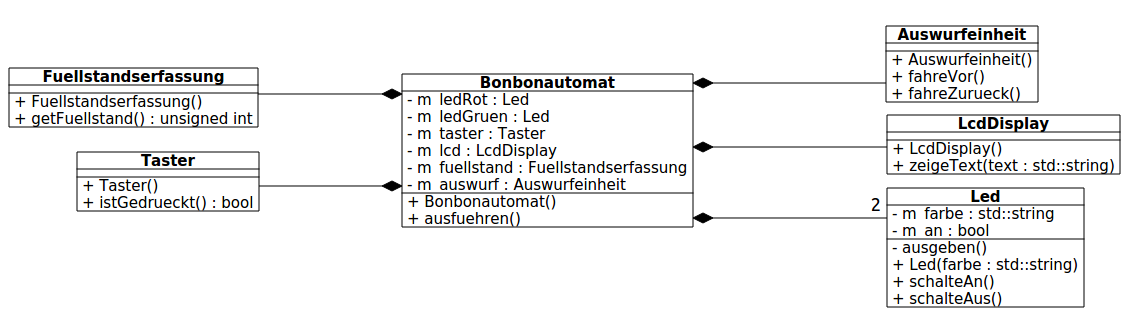 Fuellstandserfassung
+ Fuellstandserfassung()
+ getFuellstand() : unsigned int
Taster
+ Taster()
+ istGedrueckt() : bool
Bonbonautomat
- m_ledRot : Led
- m_ledGruen : Led
- m_taster : Taster
- m_lcd : LcdDisplay
- m_fuellstand : Fuellstandserfassung
- m_auswurf : Auswurfeinheit
+ Bonbonautomat()
+ ausfuehren()
Auswurfeinheit
+ Auswurfeinheit()
+ fahreVor()
+ fahreZurueck()
LcdDisplay
+ LcdDisplay()
+ zeigeText(text : std::string)
2
Led
- m_farbe : std::string
- m_an : bool
- ausgeben()
+ Led(farbe : std::string)
+ schalteAn()
+ schalteAus()